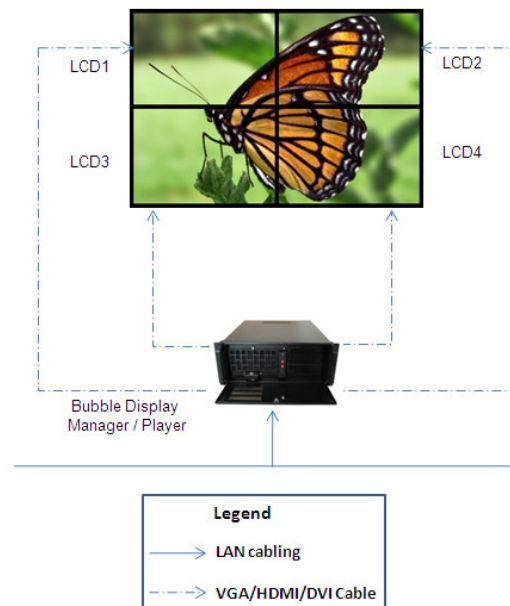 LCD1
LCD2
LCD3
LCD4
Bubble Display
Manager / Player
Legend
LAN cabling
VGA/HDMI/DVI Cable